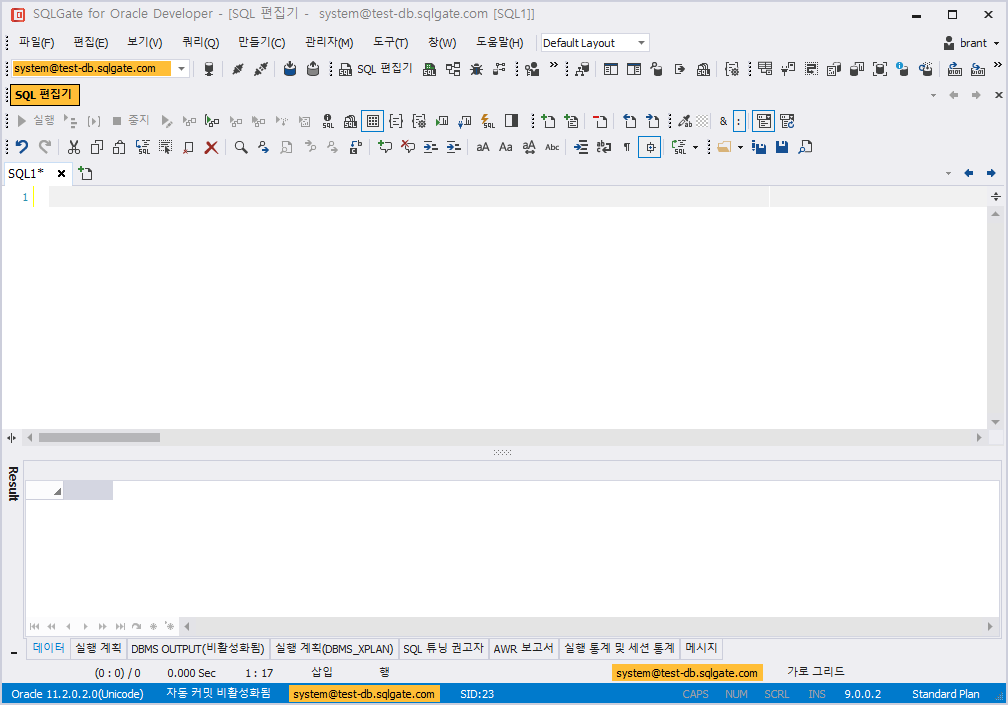 SQLGate for Oracle Developer - [SQL 편집기 - system@test-db.sqlgate.com [SQL1]]
파일(F) 편집(E) 보기(V) 쿼리(Q) 만들기(C) 관리자(M) 도구(T) 창(W) 도움말(H) Default Layout brant
system@test-db.sqlgate.com SQL 편집기
SQL 편집기
실행 중지
SQL1*
1
Result
데이터 실행 계획 DBMS OUTPUT(비활성화됨) 실행 계획(DBMS_XPLAN) SQL 튜닝 권고자 AWR 보고서 실행 통계 및 세션 통계 메시지
(0 : 0) / 0 0.000 Sec 1 : 17 삽입 행 system@test-db.sqlgate.com 가로 그리드
Oracle 11.2.0.2.0(Unicode) 자동 커밋 비활성화됨 system@test-db.sqlgate.com SID:23 CAPS NUM SCRL INS 9.0.0.2 Standard Plan